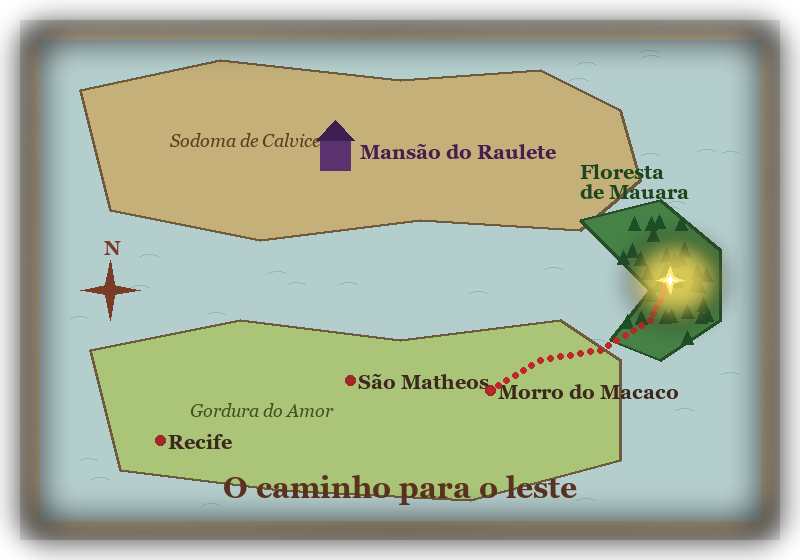 Sodoma de Calvice
Mansão do Raulete
Floresta
de Mauara
N
São Matheos
Morro do Macaco
Gordura do Amor
Recife
O caminho para o leste